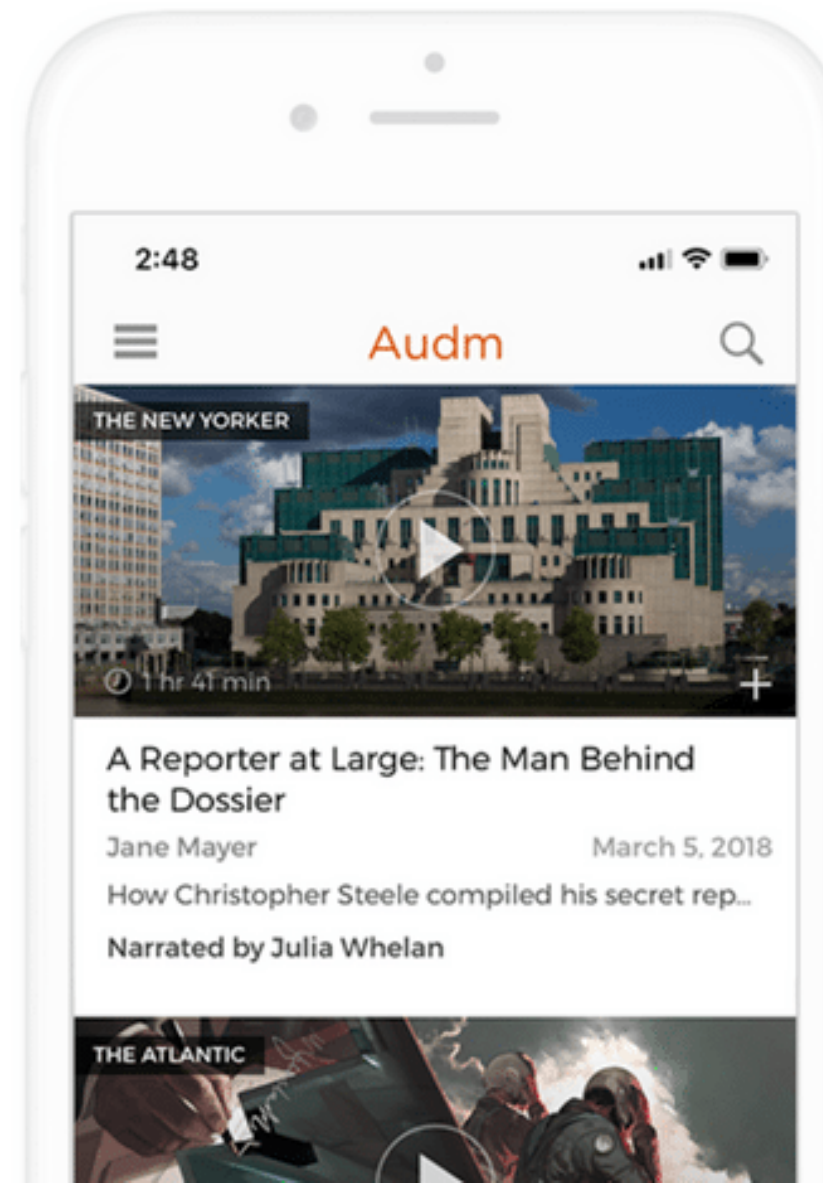 2:48
Audm
THE NEW YORKER
1 hr 41 min
A Reporter at Large: The Man Behind
the Dossier
Jane Mayer March 5, 2018
How Christopher Steele compiled his secret rep...
Narrated by Julia Whelan
THE ATLANTIC